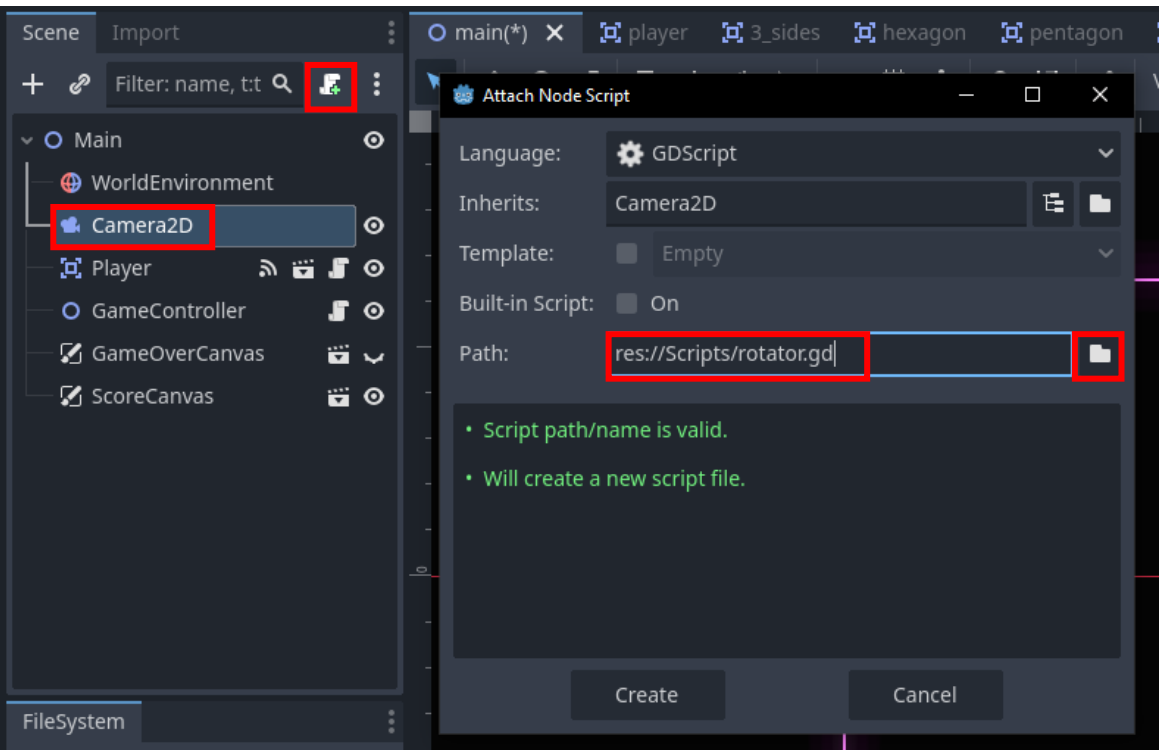 Scene Import
main(*) player 3_sides hexagon pentagon
Filter: name, t:t
Attach Node Script
Main
WorldEnvironment
Camera2D
Player
GameController
GameOverCanvas
ScoreCanvas
Language: GDScript
Inherits: Camera2D
Template: Empty
Built-in Script: On
Path: res://Scripts/rotator.gd
• Script path/name is valid.
• Will create a new script file.
Create Cancel
0
FileSystem